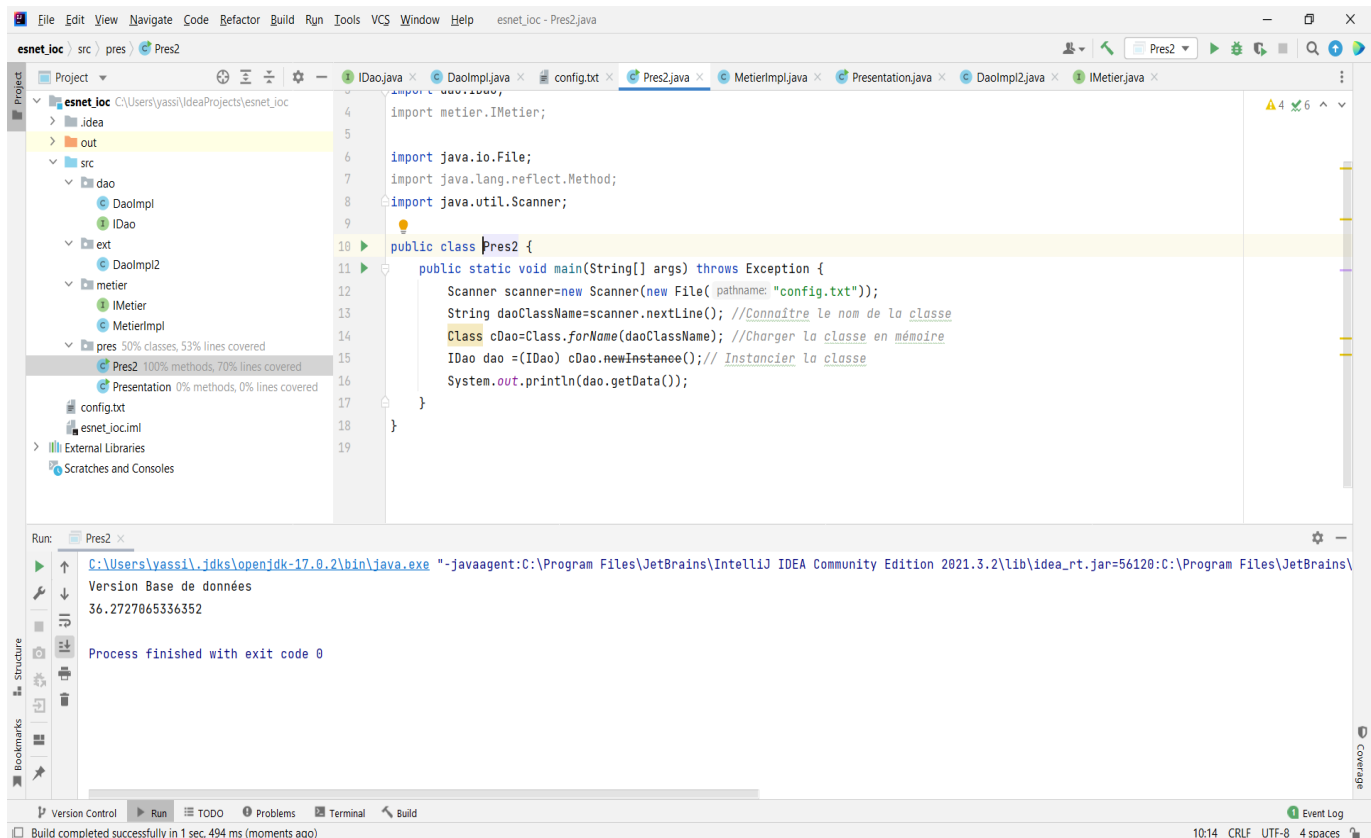 File Edit View Navigate Code Refactor Build Run Tools VCS Window Help esnet_ioc - Pres2.java
esnet_ioc src pres Pres2
Pres2
Project
Project
IDao.java DaoImpl.java config.txt Pres2.java MetierImpl.java Presentation.java DaoImpl2.java IMetier.java
esnet_ioc C:\Users\yassi\IdeaProjects\esnet_ioc
.idea
out
src
dao
DaoImpl
IDao
ext
DaoImpl2
metier
IMetier
MetierImpl
pres 50% classes, 53% lines covered
Pres2 100% methods, 70% lines covered
Presentation 0% methods, 0% lines covered
config.txt
esnet_ioc.iml
External Libraries
Scratches and Consoles
4 6
3 import dao.IDao;
4 import metier.IMetier;
5
6 import java.io.File;
7 import java.lang.reflect.Method;
8 import java.util.Scanner;
9
10 public class Pres2 {
11 public static void main(String[] args) throws Exception {
12 Scanner scanner=new Scanner(new File( pathname: "config.txt"));
13 String daoClassName=scanner.nextLine(); //Connaître le nom de la classe
14 Class cDao=Class.forName(daoClassName); //Charger la classe en mémoire
15 IDao dao =(IDao) cDao.newInstance();// Instancier la classe
16 System.out.println(dao.getData());
17 }
18 }
19
Run: Pres2
C:\Users\yassi\.jdks\openjdk-17.0.2\bin\java.exe "-javaagent:C:\Program Files\JetBrains\IntelliJ IDEA Community Edition 2021.3.2\lib\idea_rt.jar=56120:C:\Program Files\JetBrains\
Version Base de données
36.2727065336352
Process finished with exit code 0
Structure
Bookmarks
Coverage
Version Control Run TODO Problems Terminal Build
1 Event Log
Build completed successfully in 1 sec, 494 ms (moments ago)
10:14 CRLF UTF-8 4 spaces